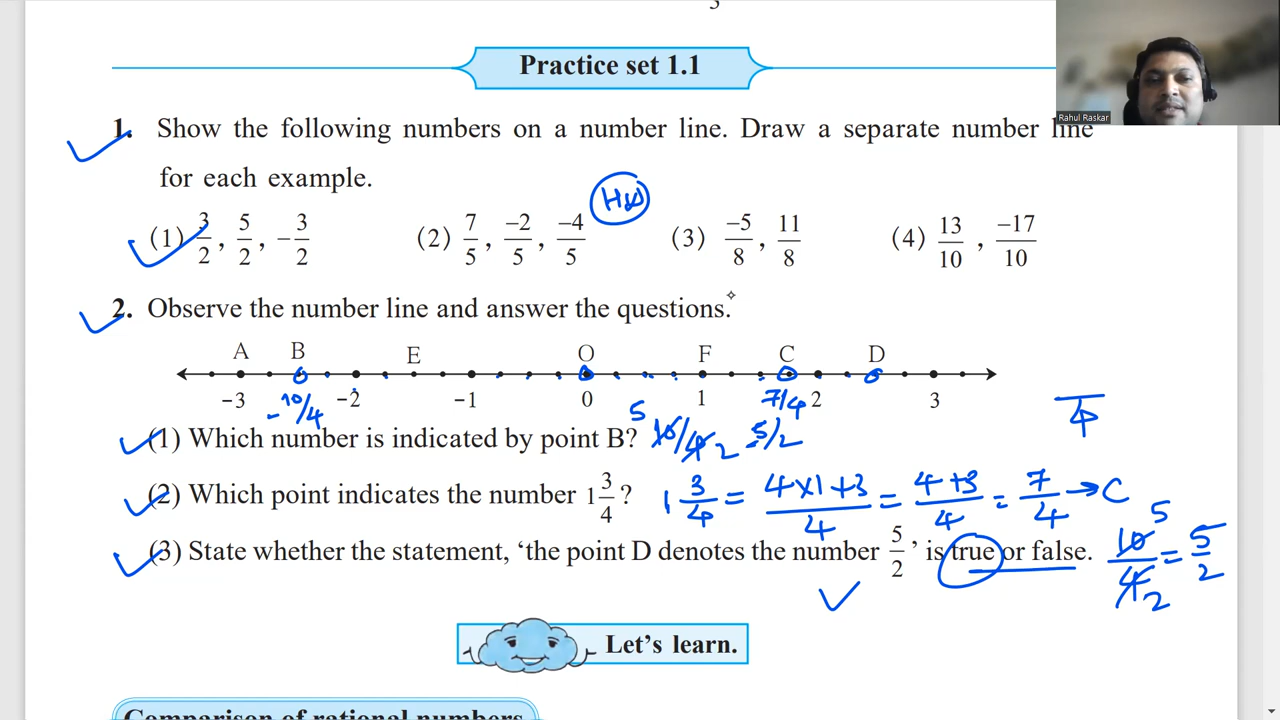 Practice set 1.1
Rahul Raskar
1. Show the following numbers on a number line. Draw a separate number line
for each example.
HW
(1) 3/2, 5/2, −3/2 (2) 7/5, −2/5, −4/5 (3) −5/8, 11/8 (4) 13/10, −17/10
2. Observe the number line and answer the questions.
A B E O F C D
−3 −2 −1 0 1 2 3
−10/4 7/4
(1) Which number is indicated by point B? 5 10/4 2 5/2
4
(2) Which point indicates the number 1 3/4? 1 3/4 = 4×1+3/4 = 4+3/4 = 7/4 → C
(3) State whether the statement, ‘the point D denotes the number 5/2’ is true or false. 10/4 5 2 = 5/2
Let’s learn.
Comparison of rational numbers